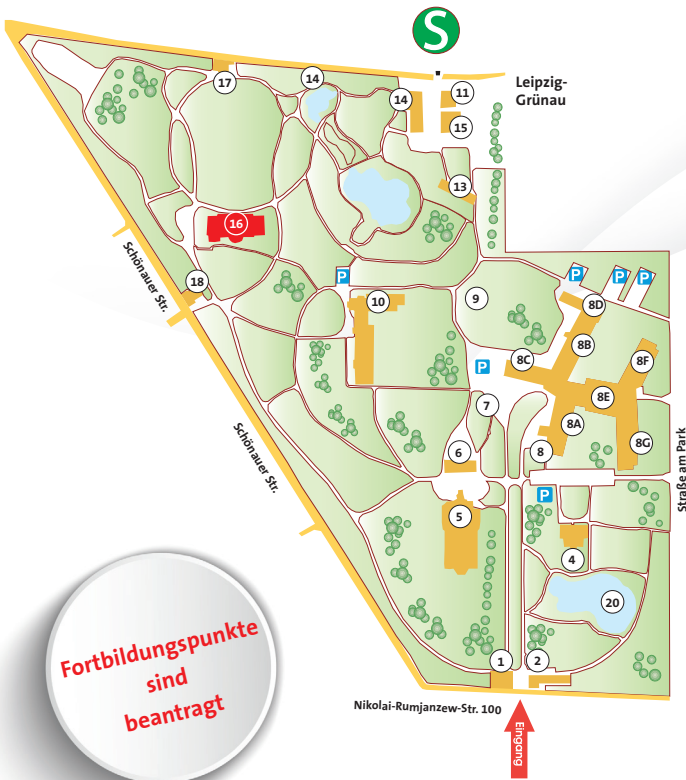 S
Leipzig-
Grünau
17
14
14
11
15
13
16
18
Schönauer Str.
P
P
P
P
10
9
8D
8B
8C
8F
P
8E
7
8A
8G
6
8
Schönauer Str.
Straße am Park
P
5
4
20
1
2
Nikolai-Rumjanzew-Str. 100
Eingang
Fortbildungspunkte
sind
beantragt